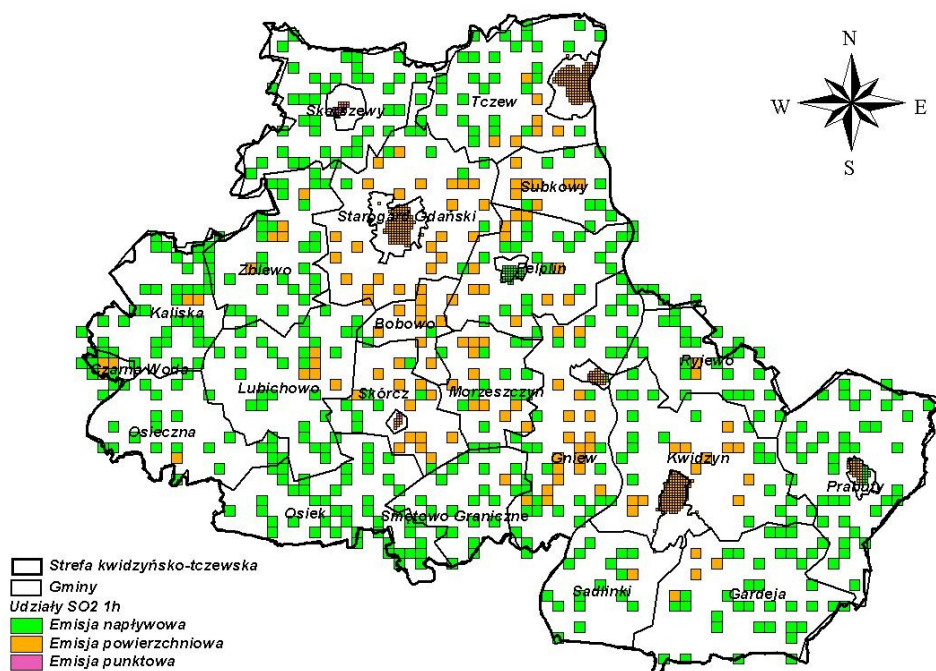 N
W E
S
Skarszewy
Tczew
Subkowy
Starogard Gdański
Zblewo
Pelplin
Kaliska
Bobowo
Czarna Woda
Ryjewo
Lubichowo
Skórcz
Morzeszczyn
Osieczna
Gniew
Kwidzyn
Prabuty
Osiek
Smętowo Graniczne
Sadlinki
Gardeja
Strefa kwidzyńsko-tczewska
Gminy
Udziały SO2 1h
Emisja napływowa
Emisja powierzchniowa
Emisja punktowa